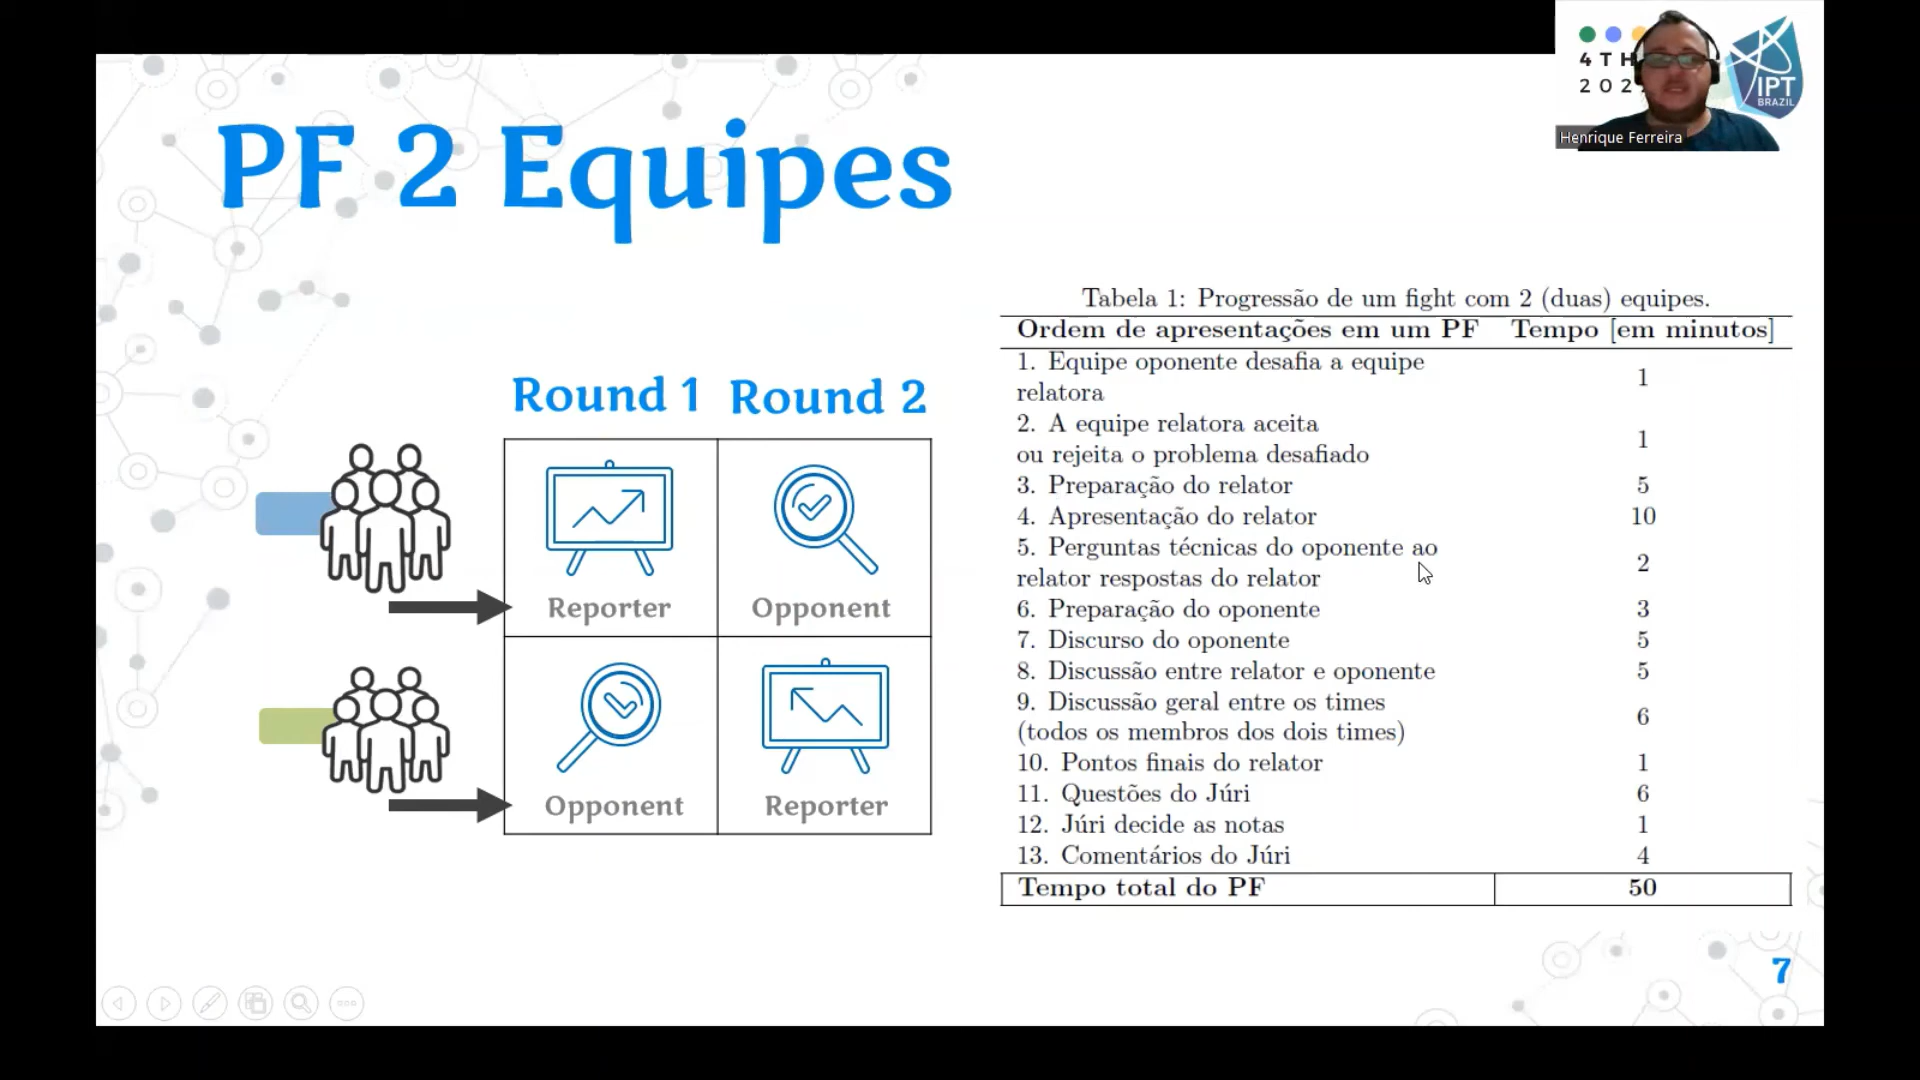 4 T H
2 0 2
IPT
BRAZIL
Henrique Ferreira
PF 2 Equipes
Round 1 Round 2
Reporter Opponent
Opponent Reporter
Tabela 1: Progressão de um fight com 2 (duas) equipes.
Ordem de apresentações em um PF Tempo [em minutos]
1. Equipe oponente desafia a equipe
relatora 1
2. A equipe relatora aceita
ou rejeita o problema desafiado 1
3. Preparação do relator 5
4. Apresentação do relator 10
5. Perguntas técnicas do oponente ao
relator respostas do relator 2
6. Preparação do oponente 3
7. Discurso do oponente 5
8. Discussão entre relator e oponente 5
9. Discussão geral entre os times
(todos os membros dos dois times) 6
10. Pontos finais do relator 1
11. Questões do Júri 6
12. Júri decide as notas 1
13. Comentários do Júri 4
Tempo total do PF 50
7